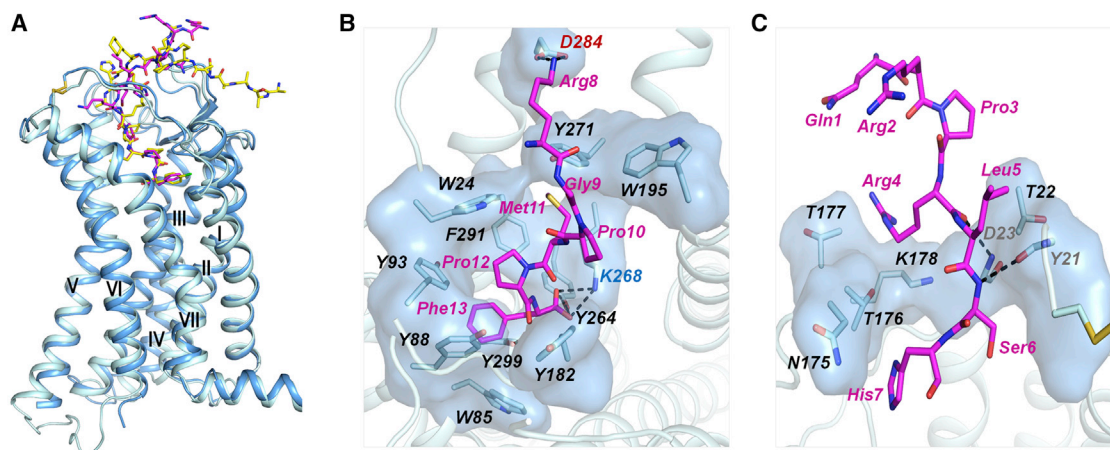 A
III
I
II
V
VI
VII
IV
B
D284
Arg8
Y271
W24
Gly9
W195
Met11
F291
Pro10
Y93
Pro12
K268
Phe13
Y264
Y88
Y299
Y182
W85
C
Gln1
Arg2
Pro3
Leu5
Arg4
T22
T177
D23
K178
Y21
T176
N175
Ser6
His7